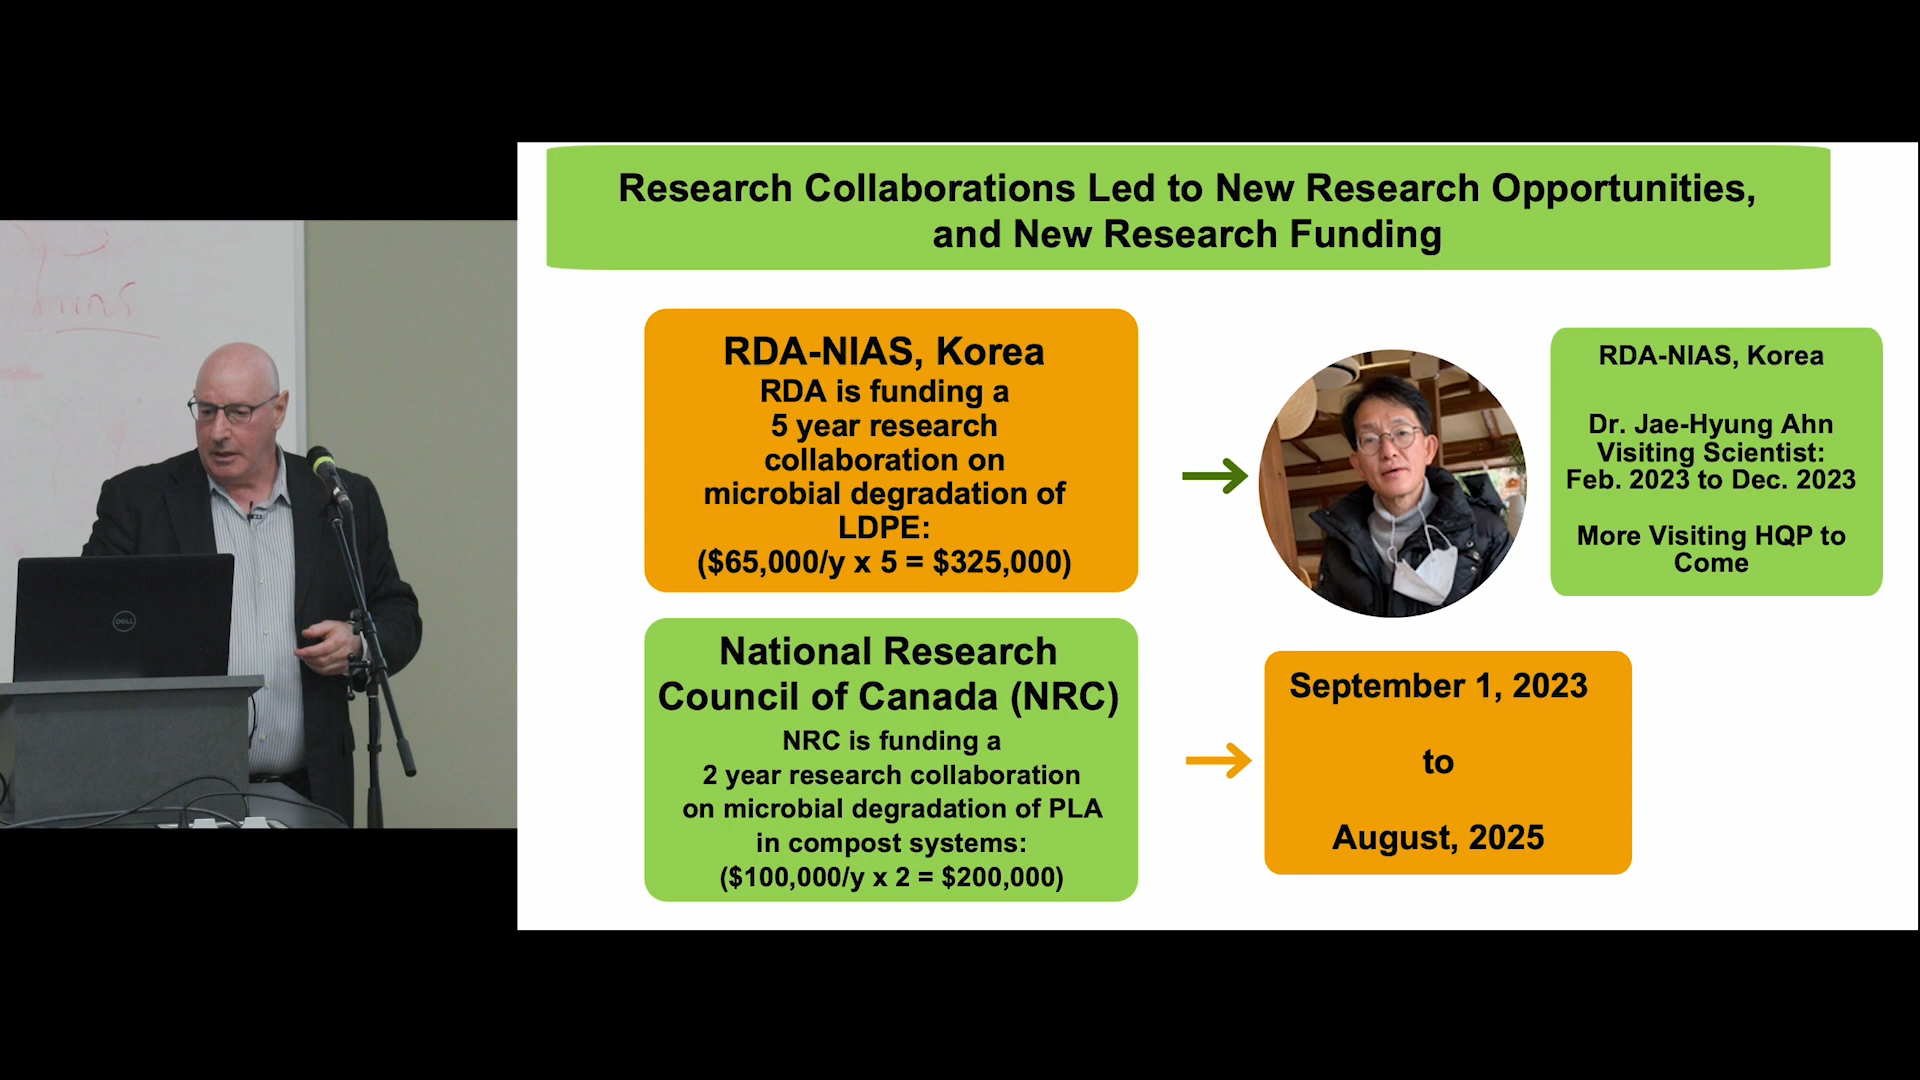 Research Collaborations Led to New Research Opportunities,
and New Research Funding
RDA-NIAS, Korea
RDA is funding a
5 year research
collaboration on
microbial degradation of
LDPE:
($65,000/y x 5 = $325,000)
RDA-NIAS, Korea
Dr. Jae-Hyung Ahn
Visiting Scientist:
Feb. 2023 to Dec. 2023
More Visiting HQP to
Come
National Research
Council of Canada (NRC)
NRC is funding a
2 year research collaboration
on microbial degradation of PLA
in compost systems:
($100,000/y x 2 = $200,000)
September 1, 2023
to
August, 2025
DELL